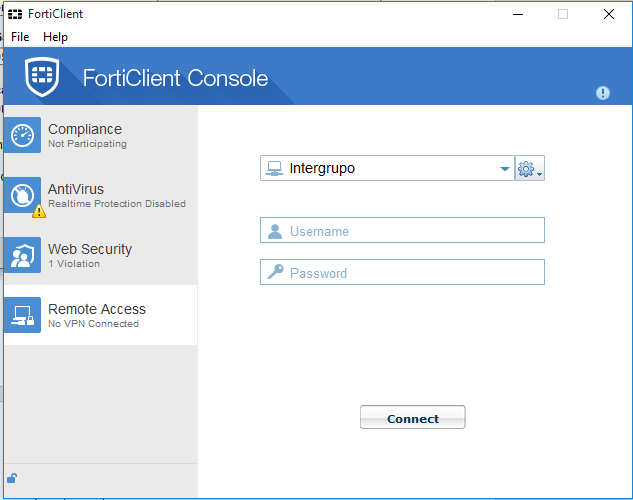 FortiClient
File Help
FortiClient Console
Compliance
Not Participating
AntiVirus
Realtime Protection Disabled
Web Security
1 Violation
Remote Access
No VPN Connected
Intergrupo
Username
Password
Connect